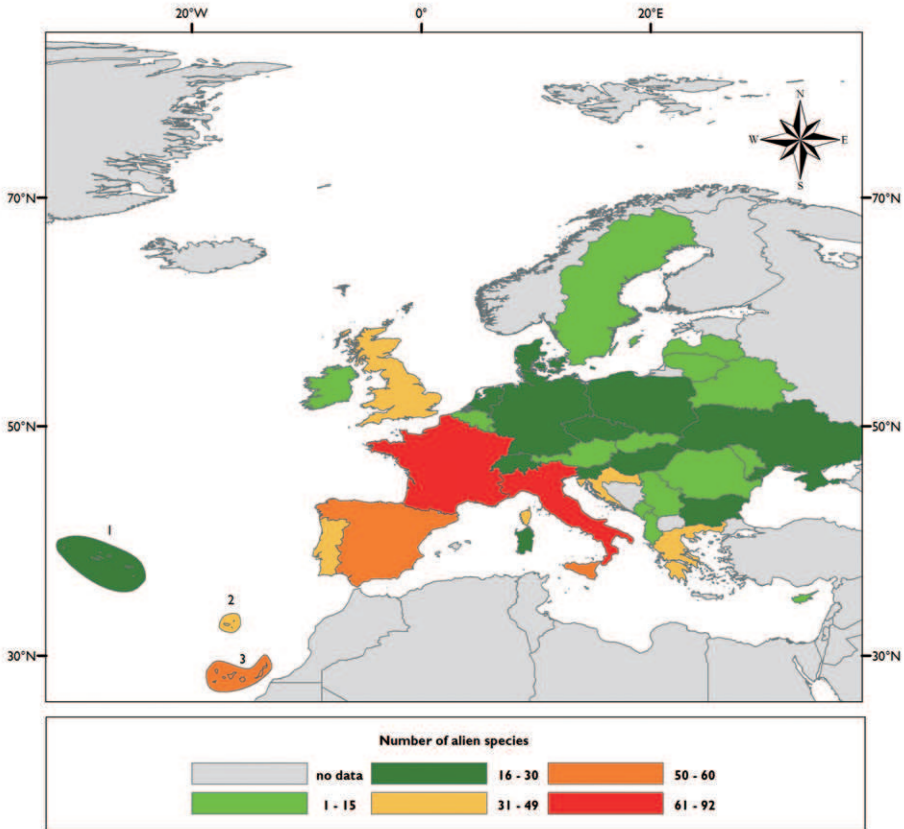 20°W 0° 20°E
N
W E
S
70°N 70°N
50°N 50°N
1
2
3
30°N 30°N
Number of alien species
no data 16 - 30 50 - 60
1 - 15 31 - 49 61 - 92